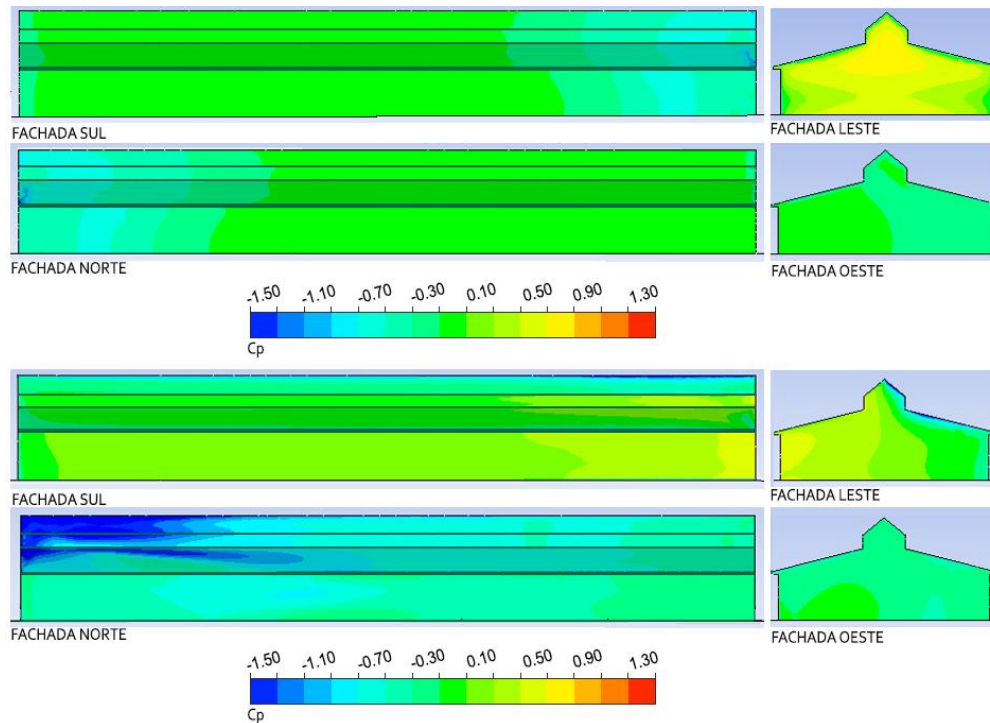 FACHADA SUL
FACHADA LESTE
FACHADA NORTE
FACHADA OESTE
-1.50 -1.10 -0.70 -0.30 0.10 0.50 0.90 1.30
Cp
FACHADA SUL
FACHADA LESTE
FACHADA NORTE
FACHADA OESTE
-1.50 -1.10 -0.70 -0.30 0.10 0.50 0.90 1.30
Cp